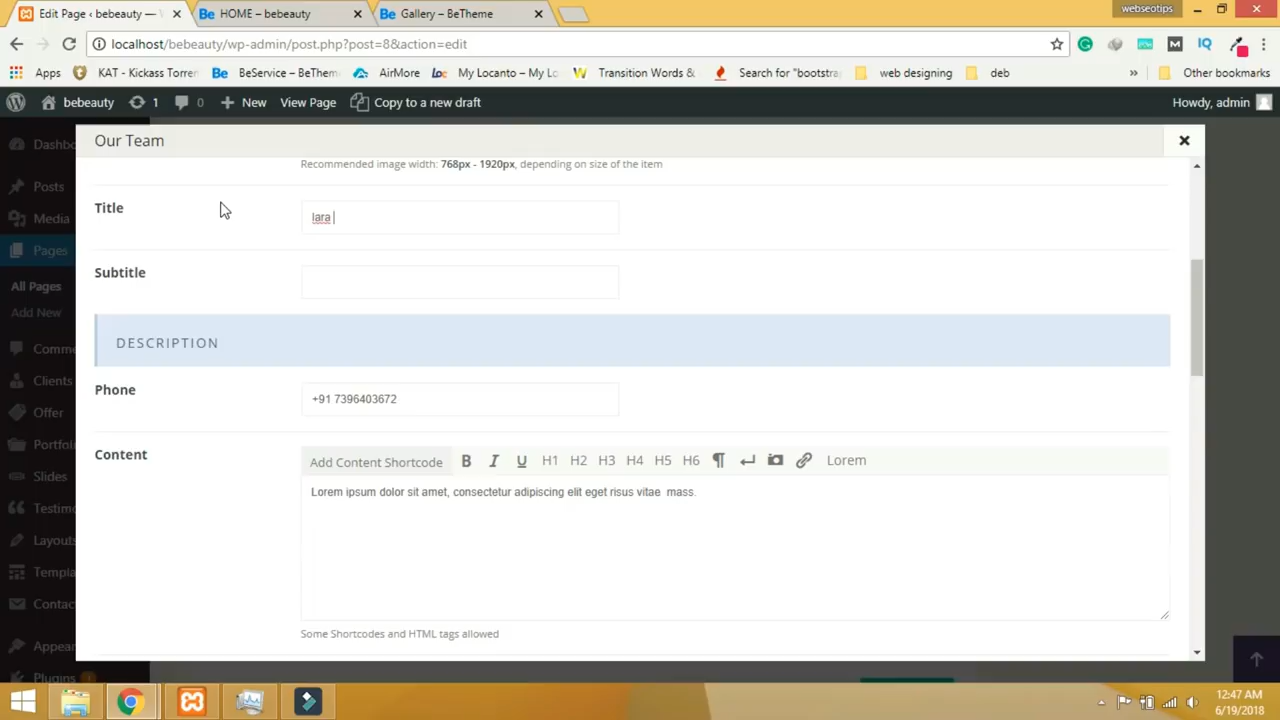 Edit Page ‹ bebeauty — W
HOME – bebeauty
Gallery – BeTheme
webseotips
localhost/bebeauty/wp-admin/post.php?post=8&action=edit
Apps
KAT - Kickass Torren
BeService – BeThem
AirMore
My Locanto – My Lo
Transition Words &
Search for "bootstra
web designing
deb
»
Other bookmarks
bebeauty
1
0
New
View Page
Copy to a new draft
Howdy, admin
Dashbo
Posts
Media
Pages
All Pages
Add New
Comme
Clients
Offer
Portfoli
Slides
Testimo
Layouts
Templa
Contac
Appear
Plugins
Our Team
Recommended image width: 768px - 1920px, depending on size of the item
Title
lara
Subtitle
DESCRIPTION
Phone
+91 7396403672
Content
Add Content Shortcode
B I U H1 H2 H3 H4 H5 H6 Lorem
Lorem ipsum dolor sit amet, consectetur adipiscing elit eget risus vitae  mass.
Some Shortcodes and HTML tags allowed
12:47 AM
6/19/2018